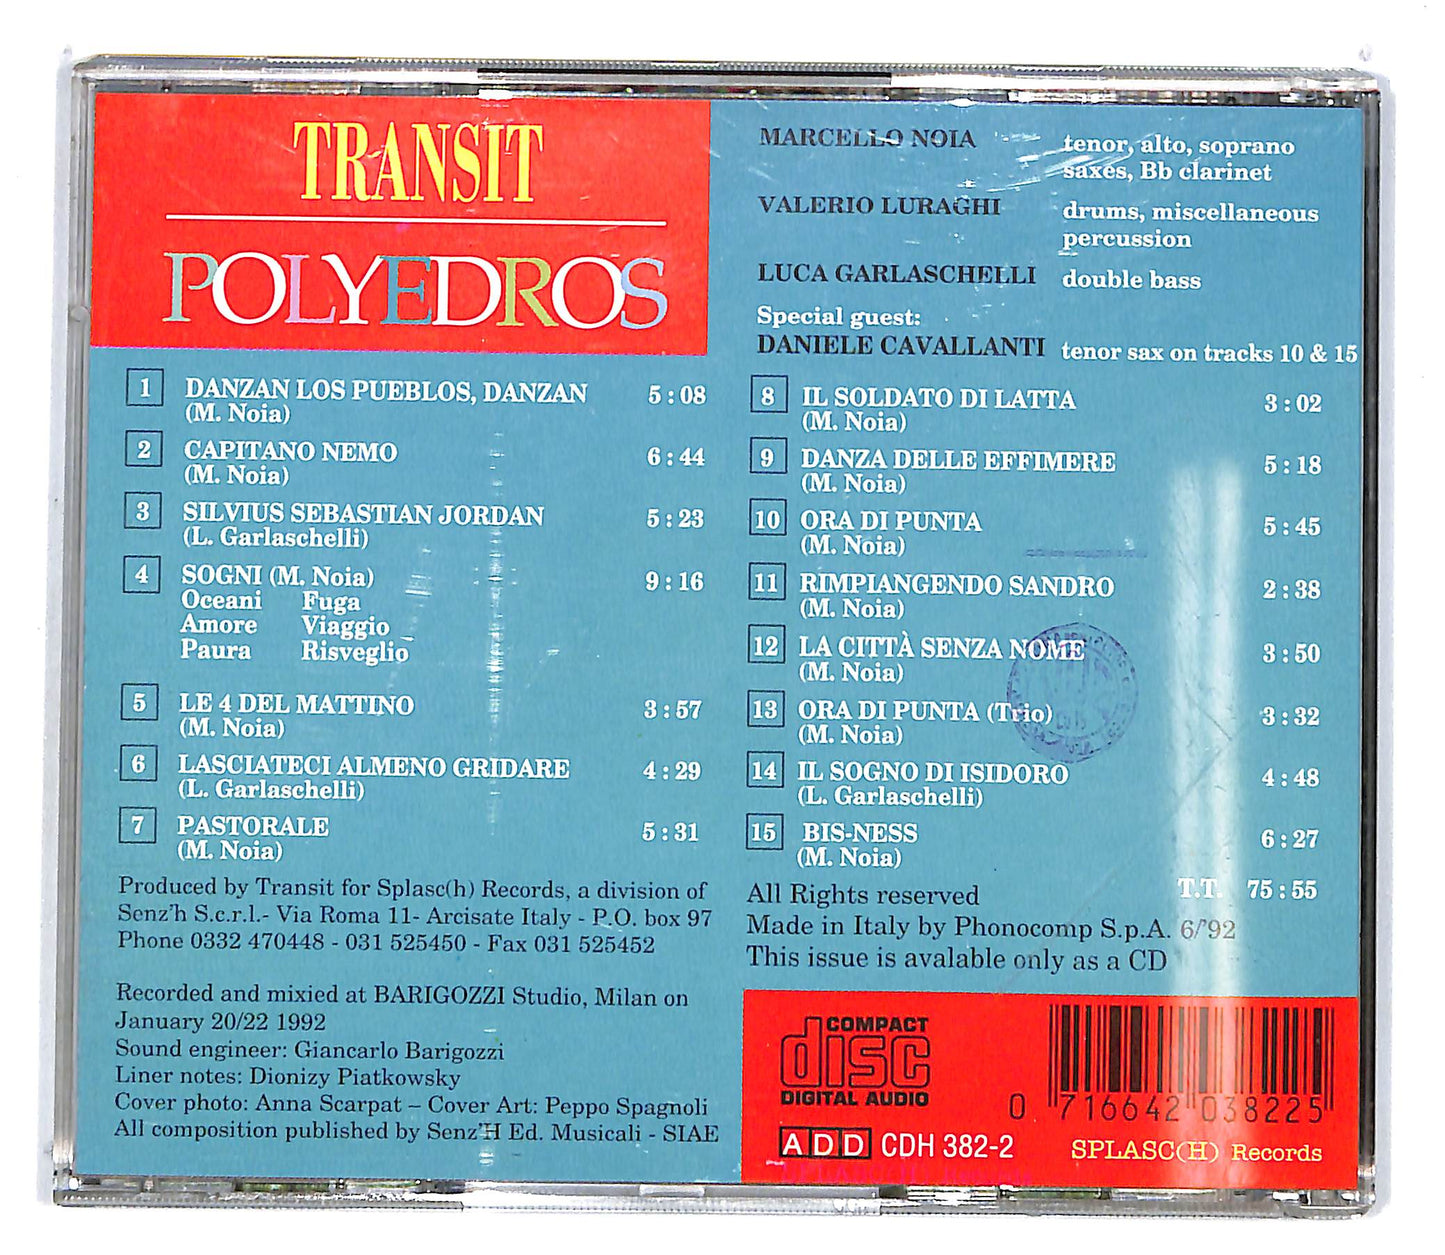 TRANSIT
POLYEDROS
MARCELLO NOIA tenor, alto, soprano
saxes, Bb clarinet
VALERIO LURAGHI drums, miscellaneous
percussion
LUCA GARLASCHELLI double bass
Special guest:
DANIELE CAVALLANTI tenor sax on tracks 10 & 15
1 DANZAN LOS PUEBLOS, DANZAN 5:08
(M. Noia)
2 CAPITANO NEMO 6:44
(M. Noia)
3 SILVIUS SEBASTIAN JORDAN 5:23
(L. Garlaschelli)
4 SOGNI (M. Noia) 9:16
Oceani Fuga
Amore Viaggio
Paura Risveglio
5 LE 4 DEL MATTINO 3:57
(M. Noia)
6 LASCIATECI ALMENO GRIDARE 4:29
(L. Garlaschelli)
7 PASTORALE 5:31
(M. Noia)
8 IL SOLDATO DI LATTA 3:02
(M. Noia)
9 DANZA DELLE EFFIMERE 5:18
(M. Noia)
10 ORA DI PUNTA 5:45
(M. Noia)
11 RIMPIANGENDO SANDRO 2:38
(M. Noia)
12 LA CITTÀ SENZA NOME 3:50
(M. Noia)
13 ORA DI PUNTA (Trio) 3:32
(M. Noia)
14 IL SOGNO DI ISIDORO 4:48
(L. Garlaschelli)
15 BIS-NESS 6:27
(M. Noia)
T.T. 75:55
Produced by Transit for Splasc(h) Records, a division of
Senz'h S.c.r.l.- Via Roma 11- Arcisate Italy - P.O. box 97
Phone 0332 470448 - 031 525450 - Fax 031 525452
Recorded and mixied at BARIGOZZI Studio, Milan on
January 20/22 1992
Sound engineer: Giancarlo Barigozzi
Liner notes: Dionizy Piatkowsky
Cover photo: Anna Scarpat – Cover Art: Peppo Spagnoli
All composition published by Senz'H Ed. Musicali - SIAE
All Rights reserved
Made in Italy by Phonocomp S.p.A. 6/'92
This issue is avalable only as a CD
COMPACT
disc
DIGITAL AUDIO
ADD CDH 382-2
0 716642 038225
SPLASC(H) Records